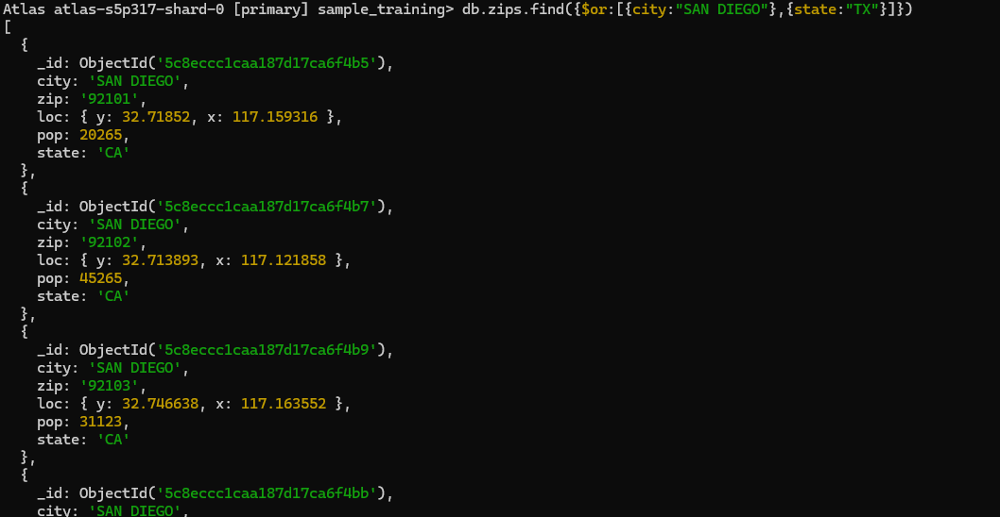 Atlas atlas-s5p317-shard-0 [primary] sample_training> db.zips.find({$or:[{city:"SAN DIEGO"},{state:"TX"}]})
[
  {
    _id: ObjectId('5c8eccc1caa187d17ca6f4b5'),
    city: 'SAN DIEGO',
    zip: '92101',
    loc: { y: 32.71852, x: 117.159316 },
    pop: 20265,
    state: 'CA'
  },
  {
    _id: ObjectId('5c8eccc1caa187d17ca6f4b7'),
    city: 'SAN DIEGO',
    zip: '92102',
    loc: { y: 32.713893, x: 117.121858 },
    pop: 45265,
    state: 'CA'
  },
  {
    _id: ObjectId('5c8eccc1caa187d17ca6f4b9'),
    city: 'SAN DIEGO',
    zip: '92103',
    loc: { y: 32.746638, x: 117.163552 },
    pop: 31123,
    state: 'CA'
  },
  {
    _id: ObjectId('5c8eccc1caa187d17ca6f4bb'),
    city: 'SAN DIEGO',